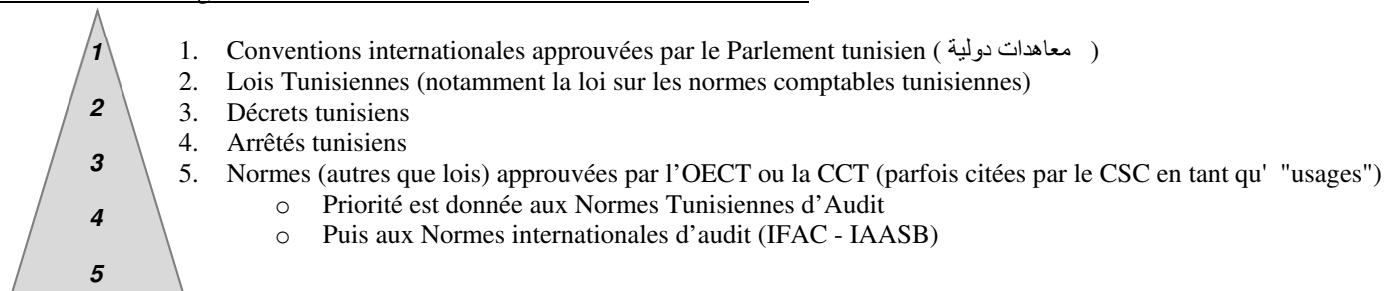 1
2
3
4
5
1. Conventions internationales approuvées par le Parlement tunisien ( معاهدات دولية )
2. Lois Tunisiennes (notamment la loi sur les normes comptables tunisiennes)
3. Décrets tunisiens
4. Arrêtés tunisiens
5. Normes (autres que lois) approuvées par l’OECT ou la CCT (parfois citées par le CSC en tant qu' "usages")
o Priorité est donnée aux Normes Tunisiennes d’Audit
o Puis aux Normes internationales d’audit (IFAC - IAASB)